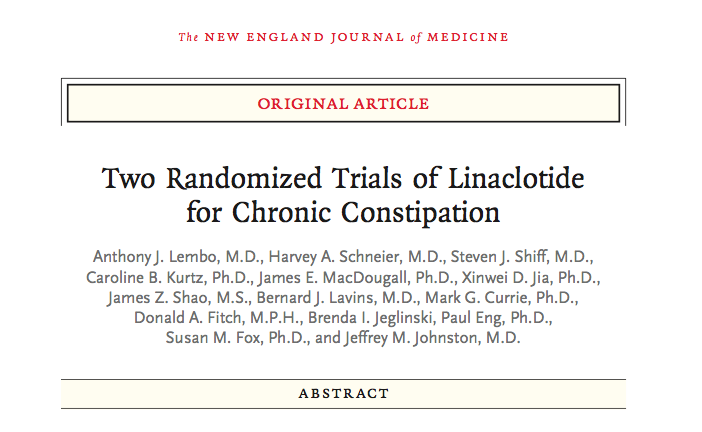 The NEW ENGLAND JOURNAL of MEDICINE
ORIGINAL ARTICLE
Two Randomized Trials of Linaclotide
for Chronic Constipation
Anthony J. Lembo, M.D., Harvey A. Schneier, M.D., Steven J. Shiff, M.D.,
Caroline B. Kurtz, Ph.D., James E. MacDougall, Ph.D., Xinwei D. Jia, Ph.D.,
James Z. Shao, M.S., Bernard J. Lavins, M.D., Mark G. Currie, Ph.D.,
Donald A. Fitch, M.P.H., Brenda I. Jeglinski, Paul Eng, Ph.D.,
Susan M. Fox, Ph.D., and Jeffrey M. Johnston, M.D.
ABSTRACT